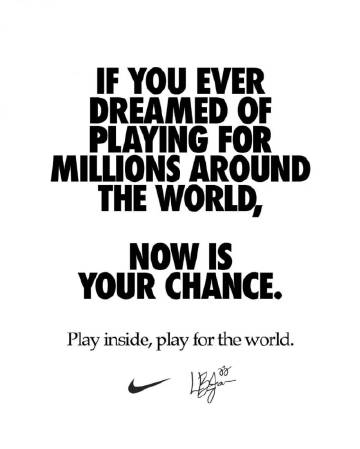 IF YOU EVER
DREAMED OF
PLAYING FOR
MILLIONS AROUND
THE WORLD,
NOW IS
YOUR CHANCE.
Play inside, play for the world.